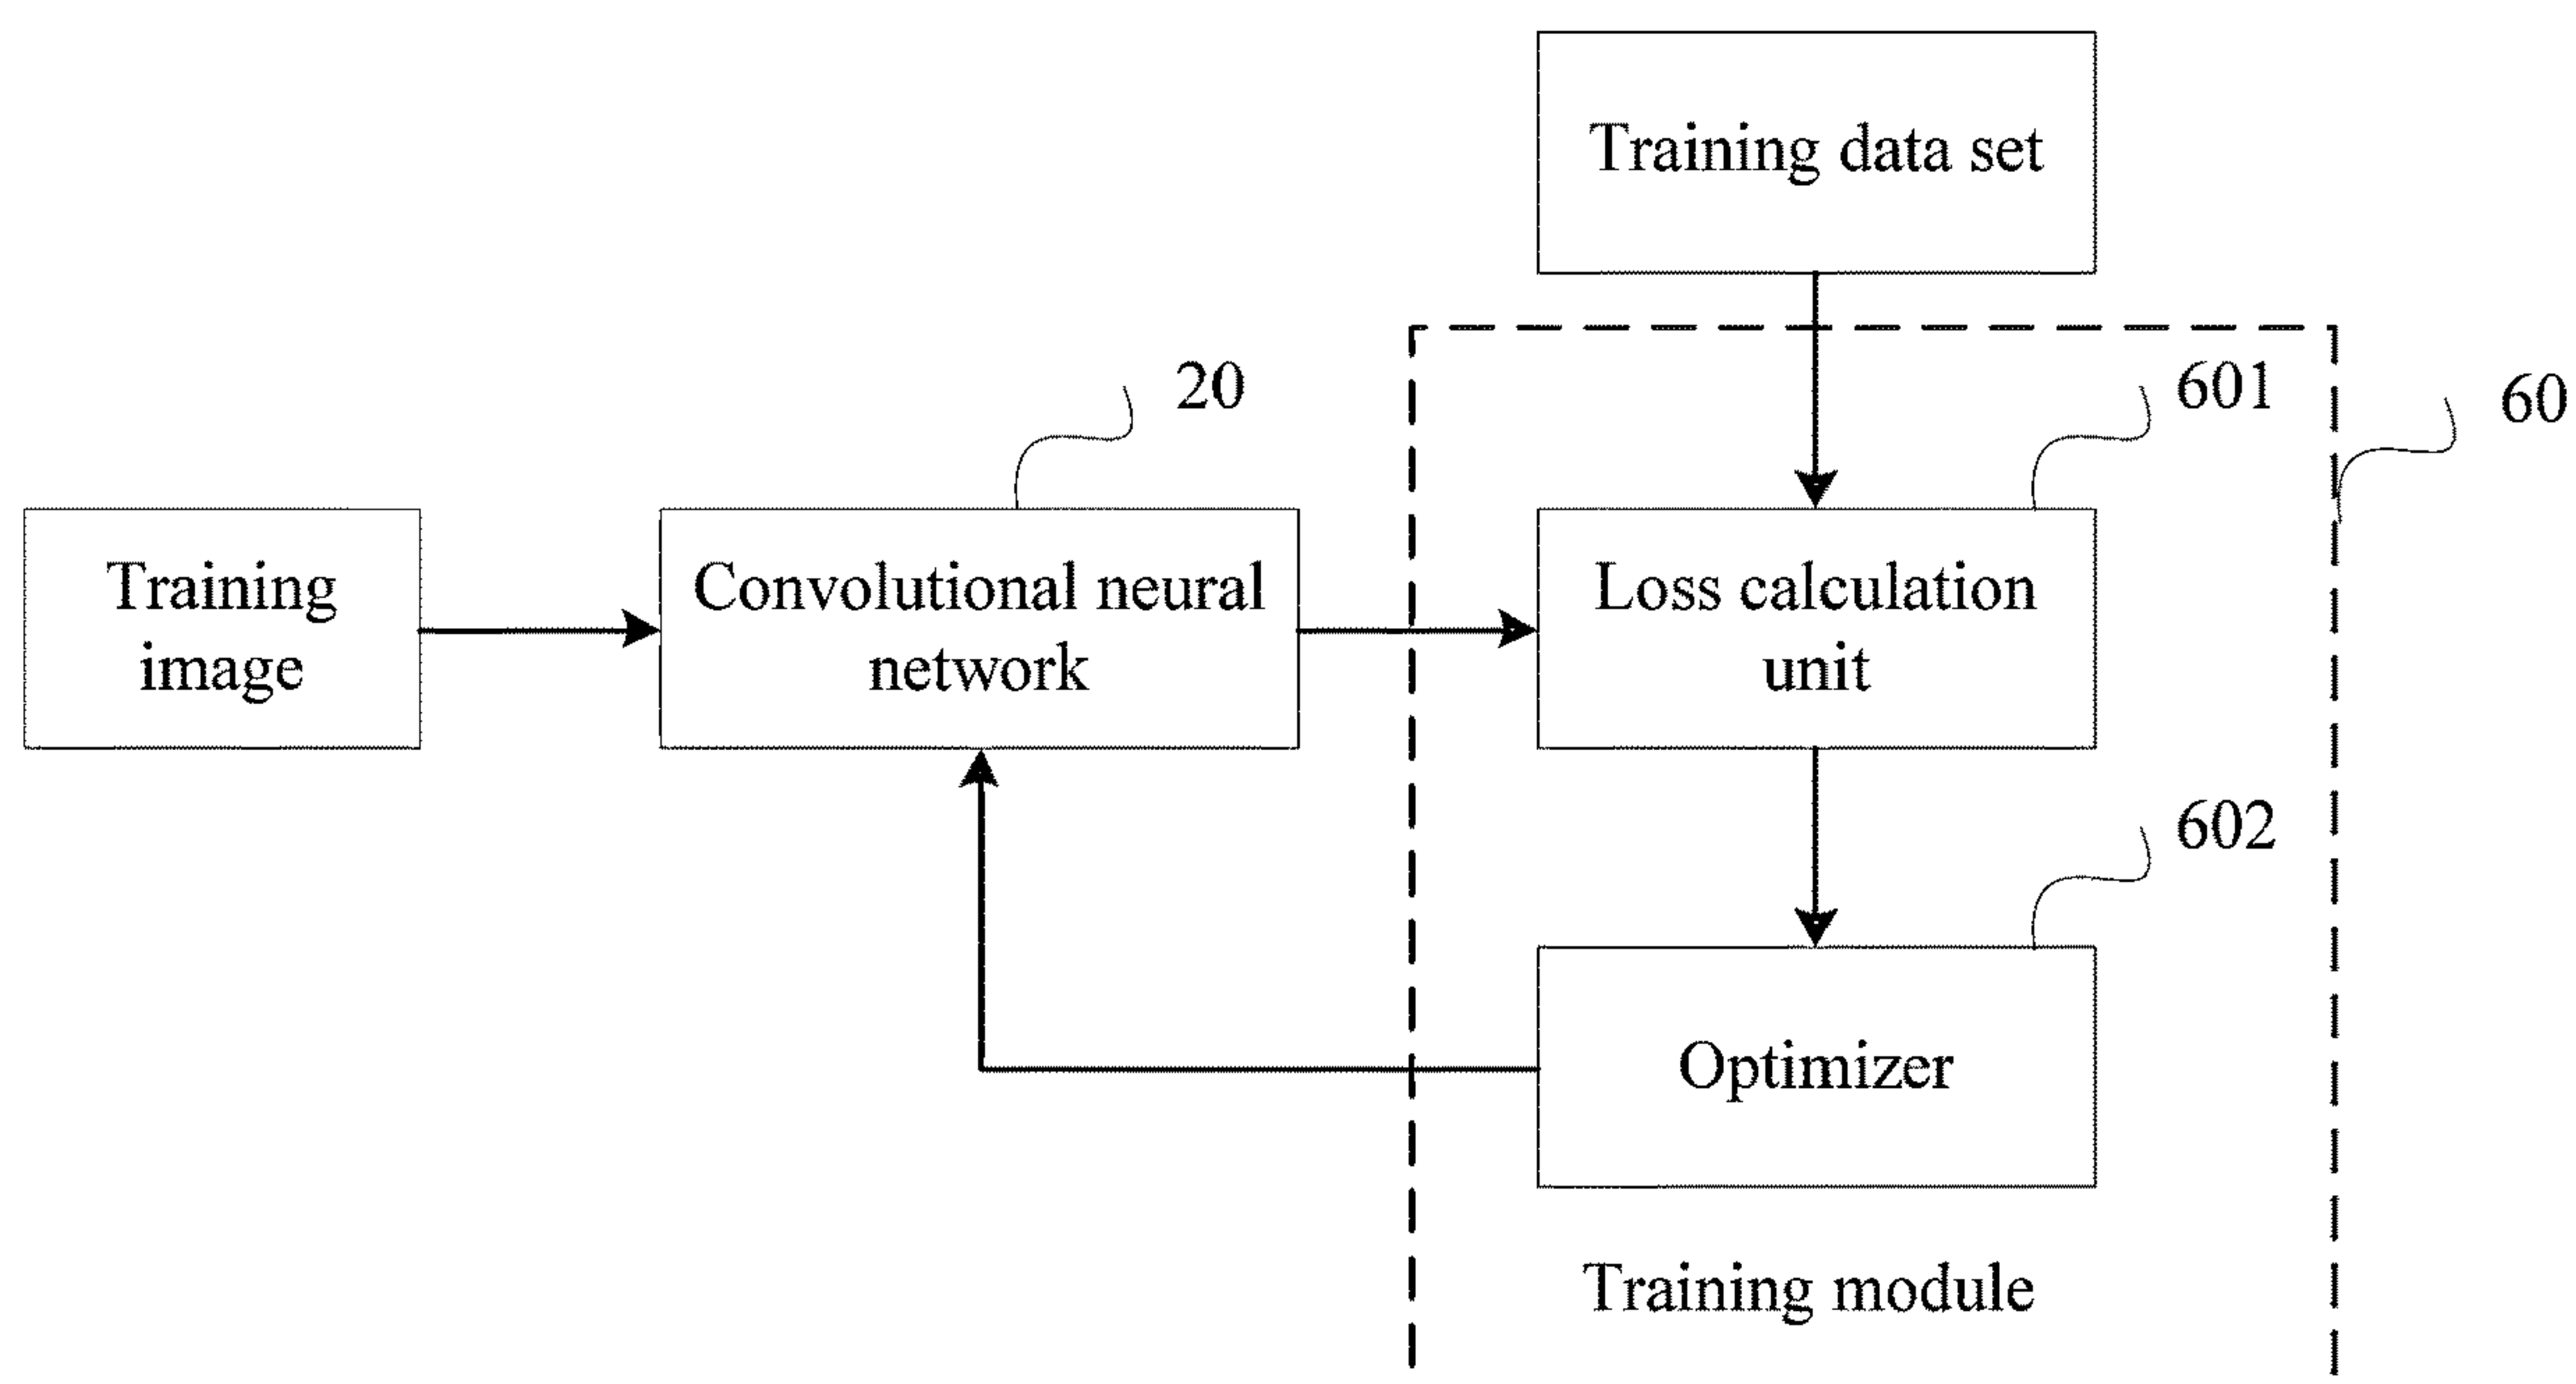 Training data set
20
601
60
Training
image
Convolutional neural
network
Loss calculation
unit
602
Optimizer
Training module